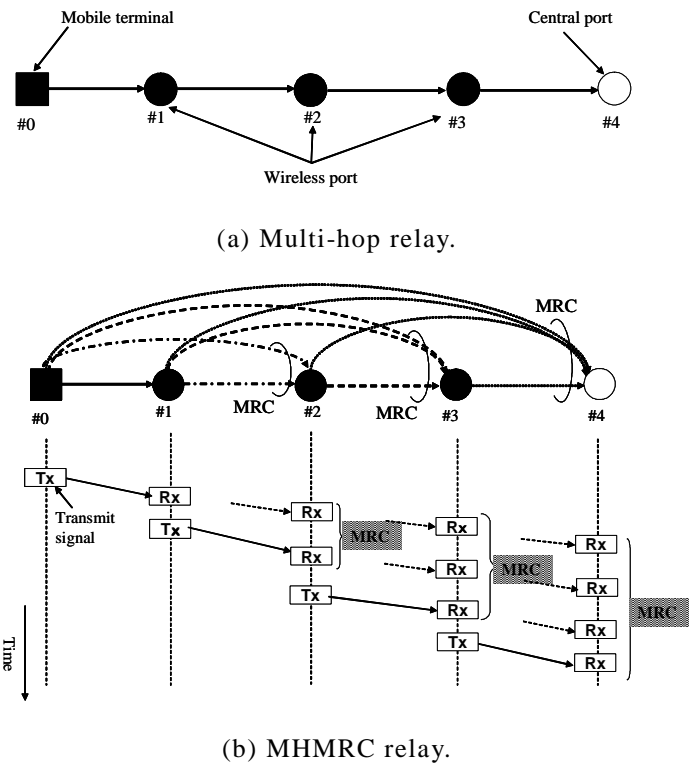 Mobile terminal
Central port
#0
#1
#2
#3
#4
Wireless port
(a) Multi-hop relay.
MRC
MRC
MRC
#0
#1
#2
#3
#4
Tx
Rx
Transmit
signal
Tx
Rx
Rx
MRC
Tx
Rx
Rx
Rx
MRC
Tx
Rx
Rx
Rx
Rx
MRC
Time
(b) MHMRC relay.